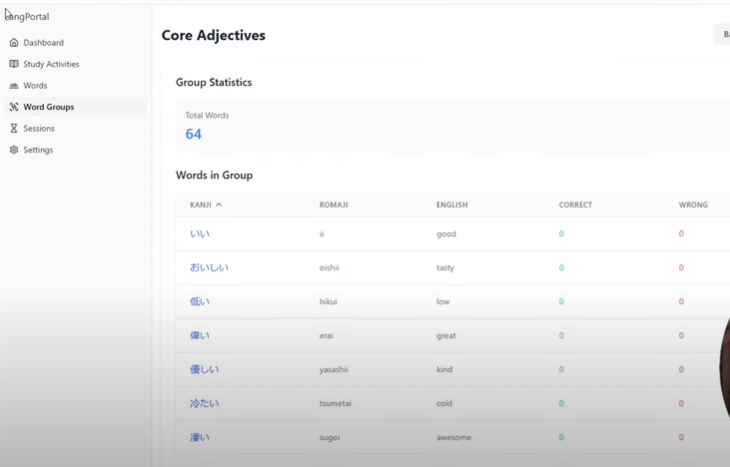 LangPortal
Dashboard
Study Activities
Words
Word Groups
Sessions
Settings
Core Adjectives
Group Statistics
Total Words
64
Words in Group
KANJI ROMAJI ENGLISH CORRECT WRONG
いい ii good 0 0
おいしい oishii tasty 0 0
低い hikui low 0 0
偉い erai great 0 0
優しい yasashii kind 0 0
冷たい tsumetai cold 0 0
凄い sugoi awesome 0 0